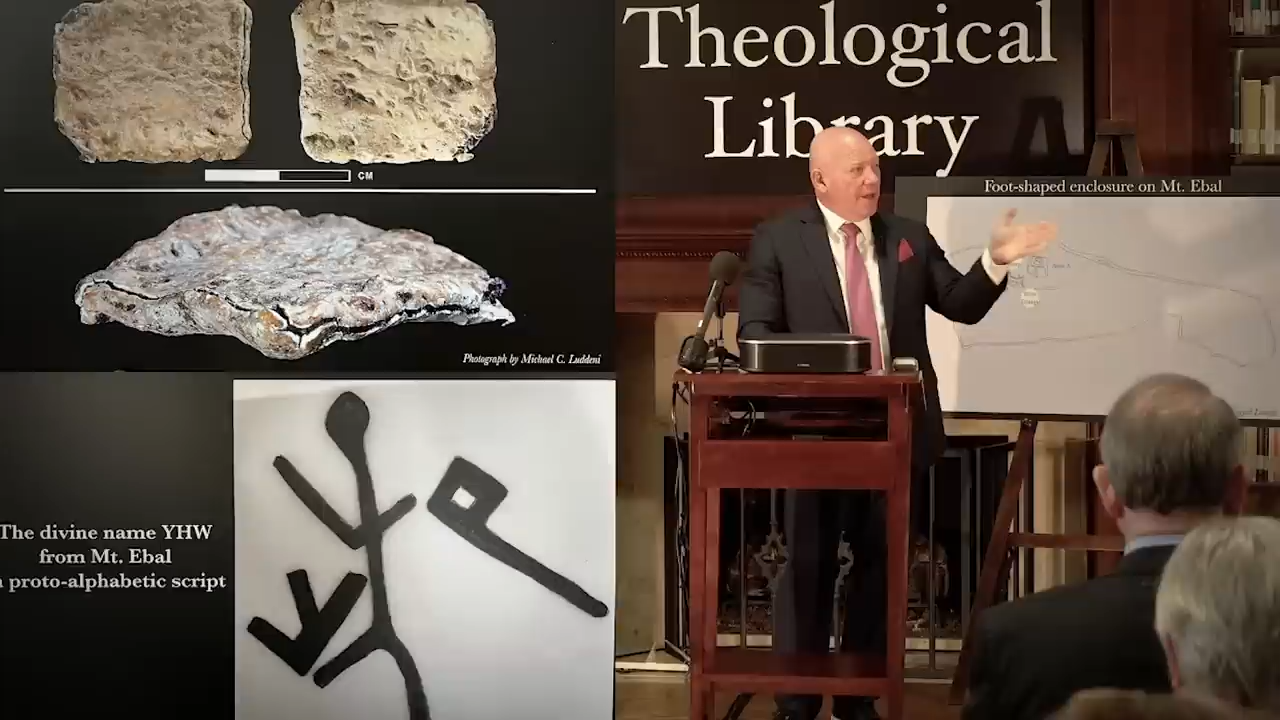 CM
Photograph by Michael C. Luddeni
The divine name YHW
from Mt. Ebal
proto-alphabetic script
Theological
Library
Foot-shaped enclosure on Mt. Ebal